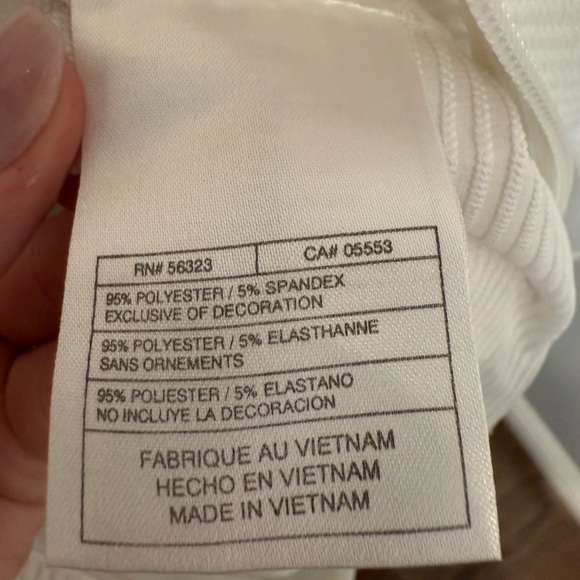 RN# 56323 CA# 05553
95% POLYESTER / 5% SPANDEX
EXCLUSIVE OF DECORATION
95% POLYESTER / 5% ELASTHANNE
SANS ORNEMENTS
95% POLIESTER / 5% ELASTANO
NO INCLUYE LA DECORACION
FABRIQUE AU VIETNAM
HECHO EN VIETNAM
MADE IN VIETNAM